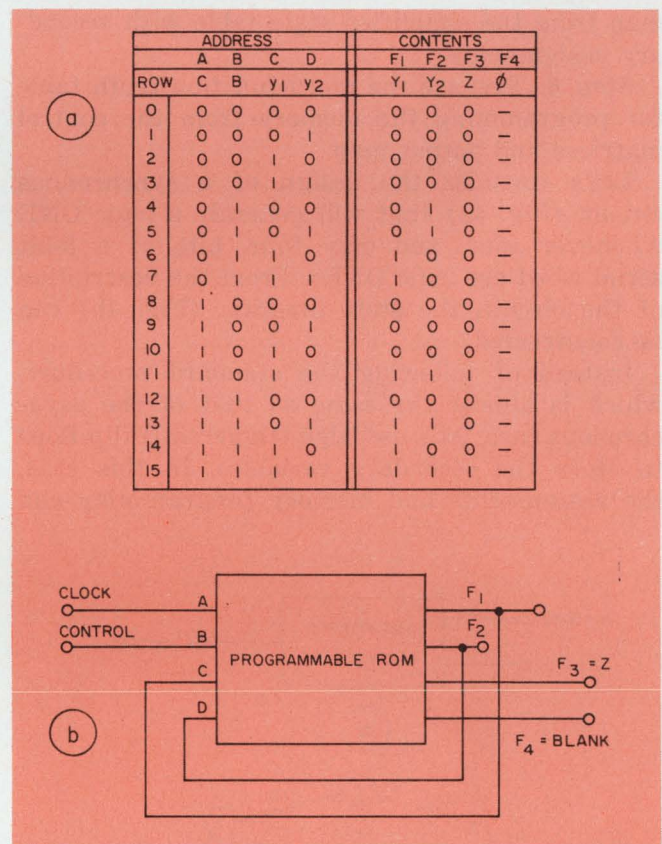 ADDRESS CONTENTS
A B C D F1 F2 F3 F4
ROW C B y1 y2 Y1 Y2 Z Ø
0 0 0 0 0 0 0 0 –
1 0 0 0 1 0 0 0 –
2 0 0 1 0 0 0 0 –
3 0 0 1 1 0 0 0 –
4 0 1 0 0 0 1 0 –
5 0 1 0 1 0 1 0 –
6 0 1 1 0 1 0 0 –
7 0 1 1 1 1 0 0 –
8 1 0 0 0 0 0 0 –
9 1 0 0 1 1 1 0 –
10 1 0 1 0 0 0 0 –
11 1 0 1 1 1 1 1 –
12 1 1 0 0 0 0 0 –
13 1 1 0 1 1 1 0 –
14 1 1 1 0 1 0 0 –
15 1 1 1 1 1 1 1 –
a
CLOCK A F1
CONTROL B F2
PROGRAMMABLE ROM
C F3 = Z
D F4 = BLANK
b